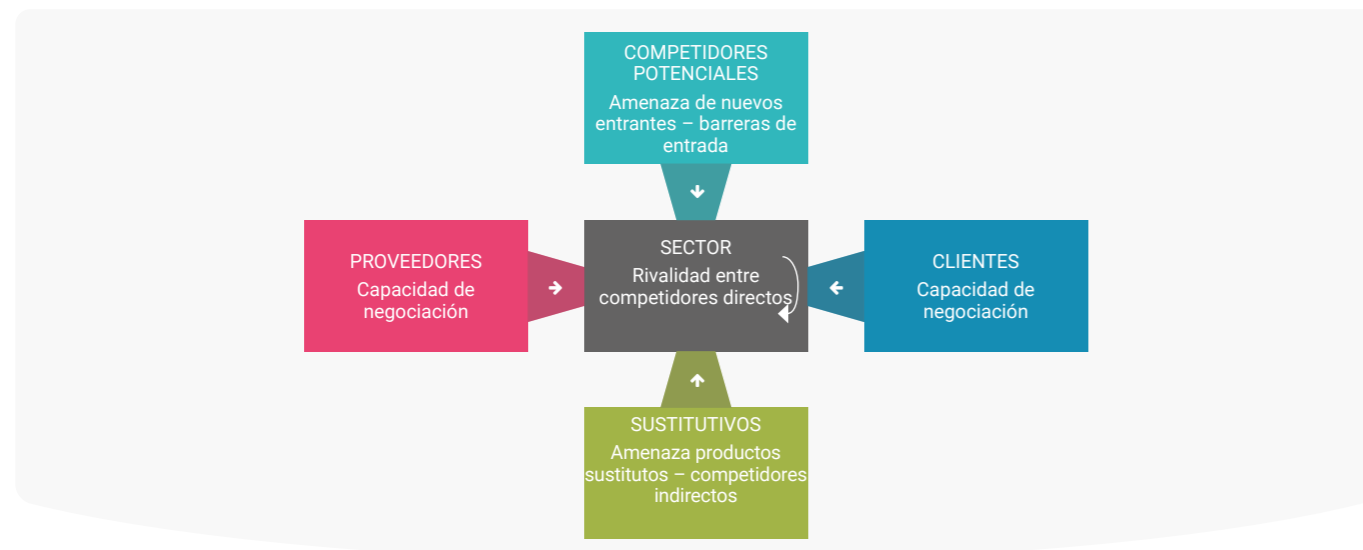 COMPETIDORES
POTENCIALES
Amenaza de nuevos
entrantes – barreras de
entrada
PROVEEDORES
Capacidad de
negociación
SECTOR
Rivalidad entre
competidores directos
CLIENTES
Capacidad de
negociación
SUSTITUTIVOS
Amenaza productos
sustitutos – competidores
indirectos